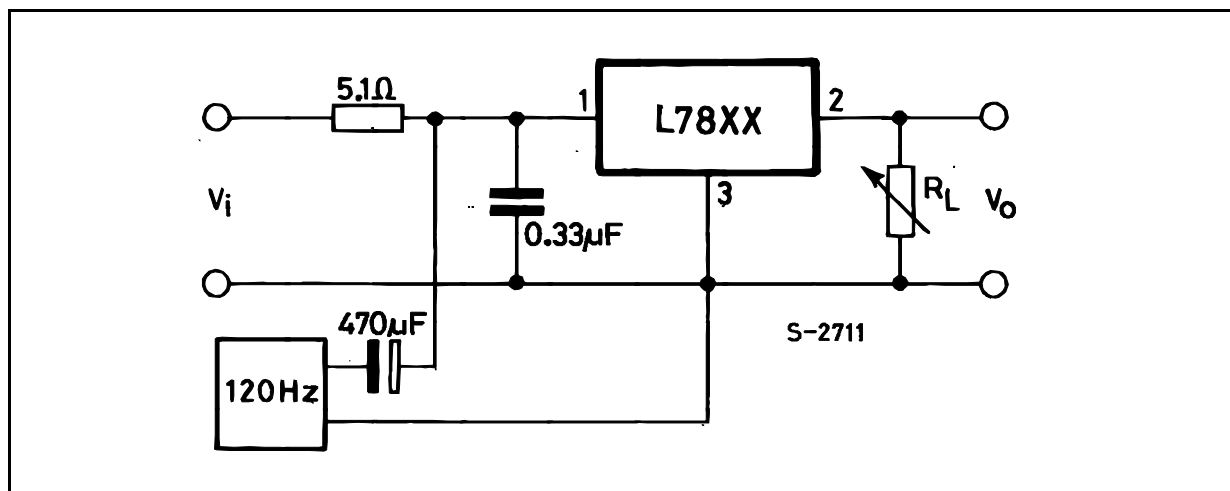 5.1Ω
1
L78XX
2
3
Vi
0.33μF
RL
Vo
470μF
S-2711
120Hz